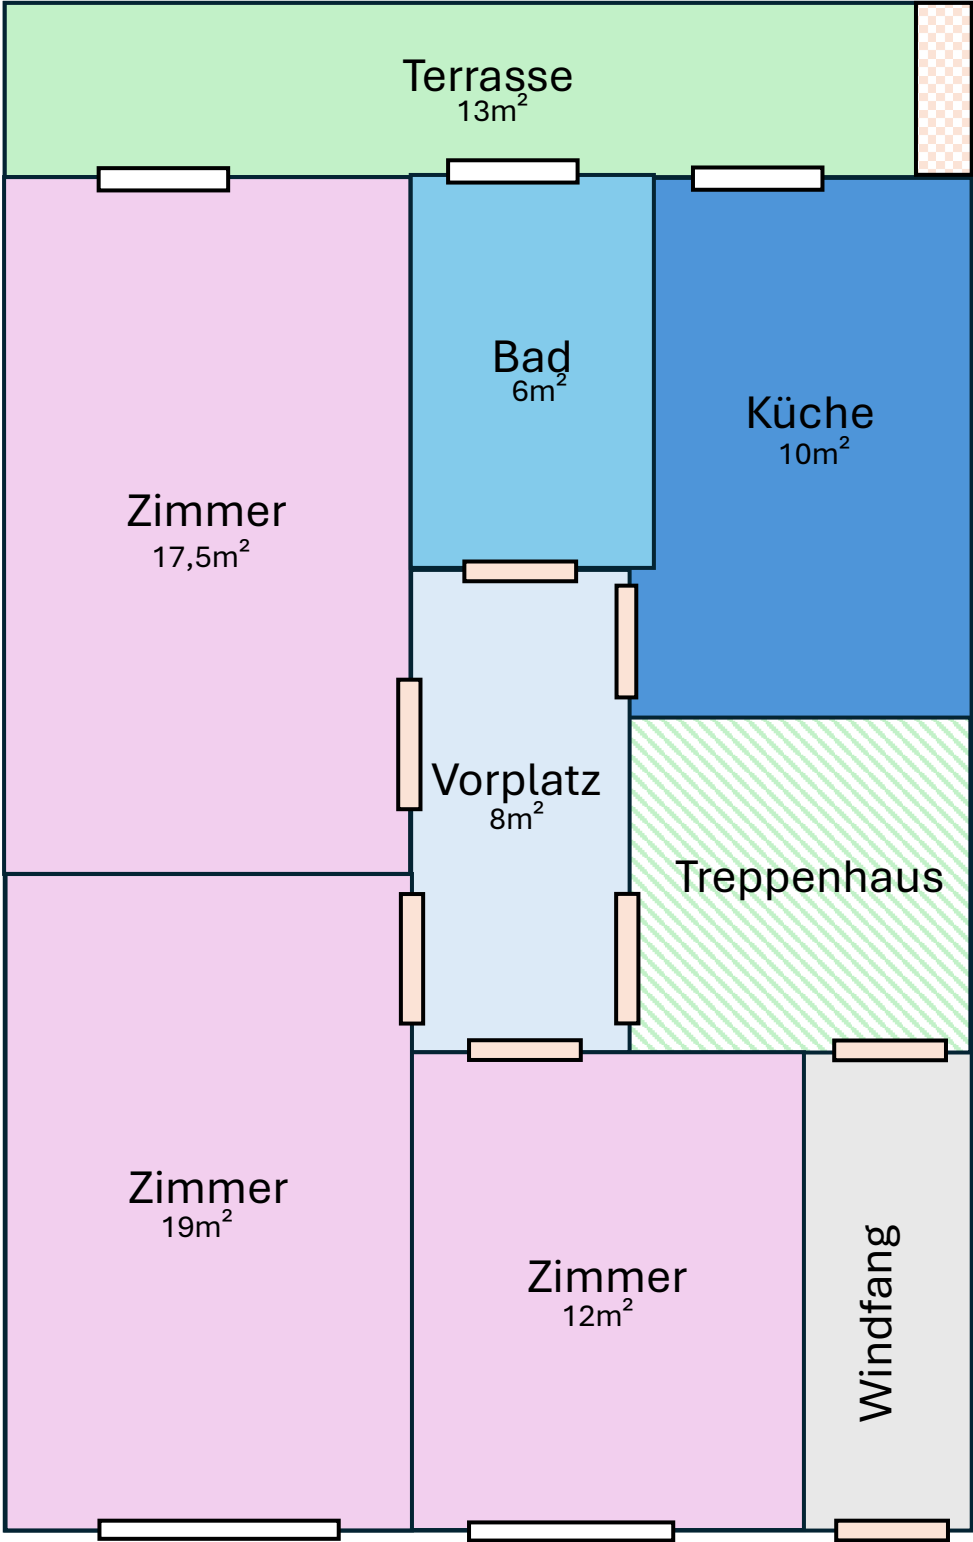 Terrasse
13m²
Bad
6m²
Küche
10m²
Zimmer
17,5m²
Vorplatz
8m²
Treppenhaus
Zimmer
19m²
Zimmer
12m²
Windfang